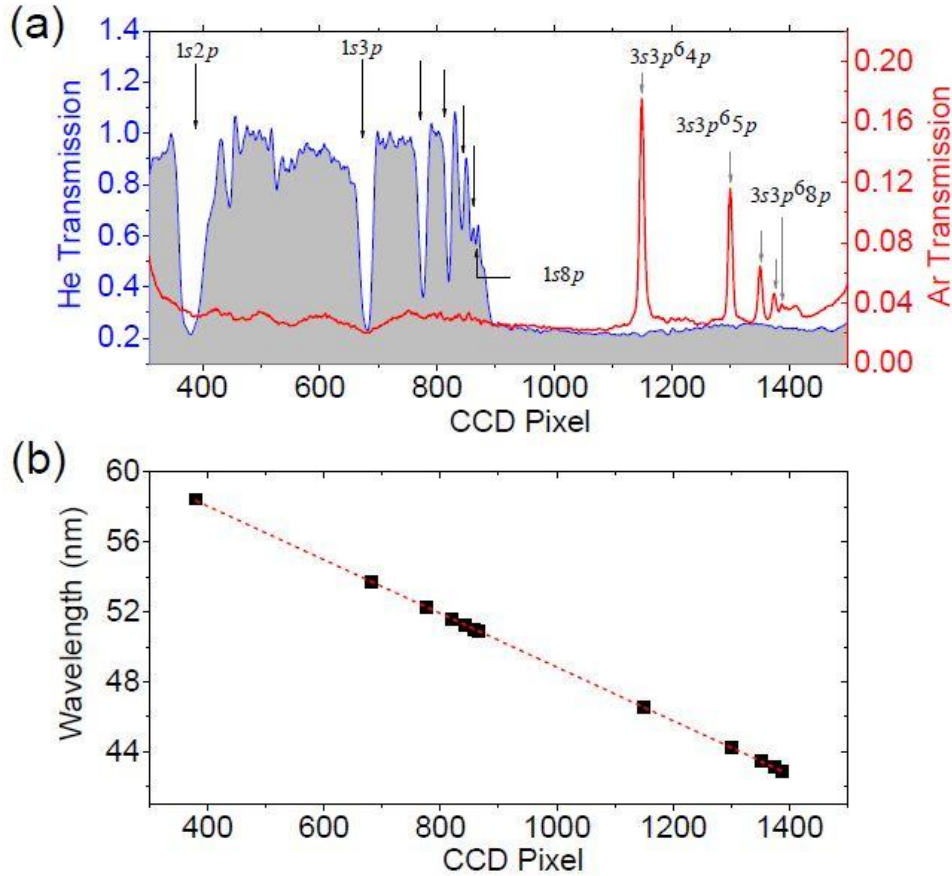 (a)
1.4
1.2
1.0
0.8
0.6
0.4
0.2
He Transmission
1s2p
1s3p
1s8p
3s3p⁶4p
3s3p⁶5p
3s3p⁶8p
0.20
0.16
0.12
0.08
0.04
0.00
Ar Transmission
400 600 800 1000 1200 1400
CCD Pixel
(b)
60
56
52
48
44
Wavelength (nm)
400 600 800 1000 1200 1400
CCD Pixel